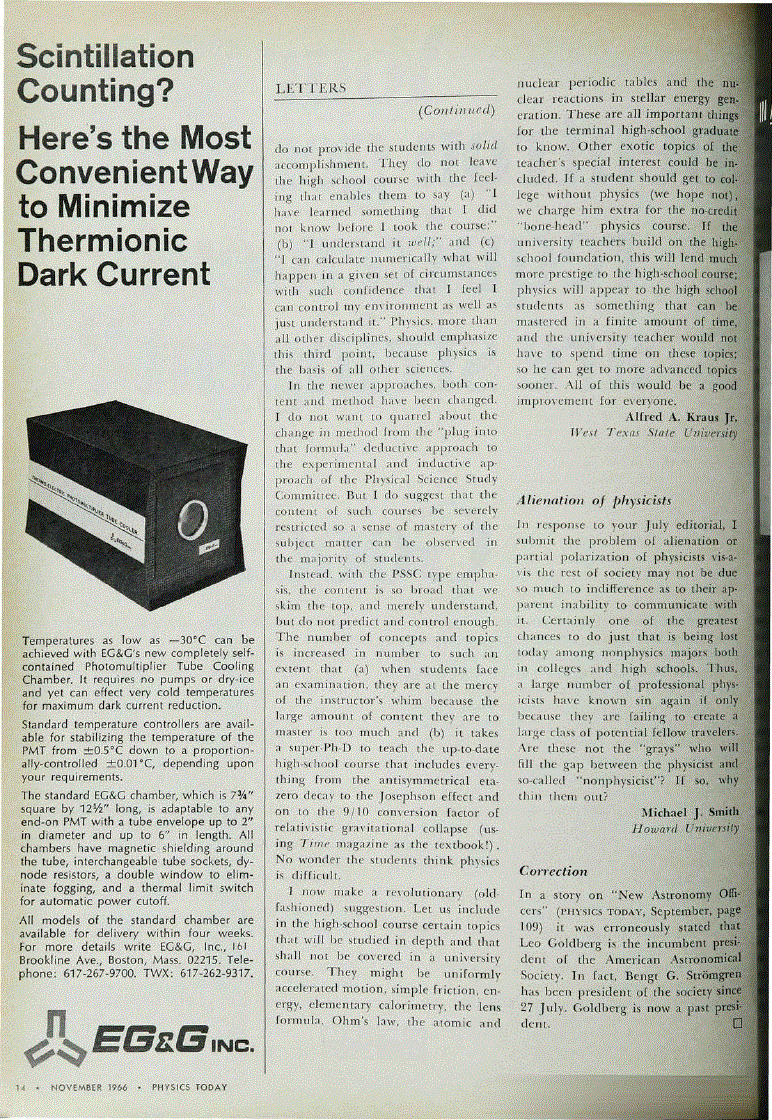 Scintillation
Counting?
Here's the Most
Convenient Way
to Minimize
Thermionic
Dark Current
THERMO-ELECTRIC PHOTOMULTIPLIER TUBE COOLER
EG&G
Temperatures as low as —30°C can be
achieved with EG&G's new completely self-
contained Photomultiplier Tube Cooling
Chamber. It requires no pumps or dry-ice
and yet can effect very cold temperatures
for maximum dark current reduction.
Standard temperature controllers are avail-
able for stabilizing the temperature of the
PMT from ±0.5°C down to a proportion-
ally-controlled ±0.01°C, depending upon
your requirements.
The standard EG&G chamber, which is 7¾"
square by 12½" long, is adaptable to any
end-on PMT with a tube envelope up to 2"
in diameter and up to 6" in length. All
chambers have magnetic shielding around
the tube, interchangeable tube sockets, dy-
node resistors, a double window to elim-
inate fogging, and a thermal limit switch
for automatic power cutoff.
All models of the standard chamber are
available for delivery within four weeks.
For more details write EG&G, Inc., 161
Brookline Ave., Boston, Mass. 02215. Tele-
phone: 617-267-9700. TWX: 617-262-9317.
EG&G INC.
LETTERS
(Continued)
do not provide the students with solid
accomplishment. They do not leave
the high school course with the feel-
ing that enables them to say (a) "I
have learned something that I did
not know before I took the course;"
(b) "I understand it well;" and (c)
"I can calculate numerically what will
happen in a given set of circumstances
with such confidence that I feel I
can control my environment as well as
just understand it." Physics, more than
all other disciplines, should emphasize
this third point, because physics is
the basis of all other sciences.
In the newer approaches, both con-
tent and method have been changed.
I do not want to quarrel about the
change in method from the "plug into
that formula" deductive approach to
the experimental and inductive ap-
proach of the Physical Science Study
Committee. But I do suggest that the
content of such courses be severely
restricted so a sense of mastery of the
subject matter can be observed in
the majority of students.
Instead, with the PSSC type empha-
sis, the content is so broad that we
skim the top, and merely understand,
but do not predict and control enough.
The number of concepts and topics
is increased in number to such an
extent that (a) when students face
an examination, they are at the mercy
of the instructor's whim because the
large amount of content they are to
master is too much and (b) it takes
a super-Ph-D to teach the up-to-date
high-school course that includes every-
thing from the antisymmetrical eta-
zero decay to the Josephson effect and
on to the 9/10 conversion factor of
relativistic gravitational collapse (us-
ing Time magazine as the textbook!).
No wonder the students think physics
is difficult.
I now make a revolutionary (old-
fashioned) suggestion. Let us include
in the high-school course certain topics
that will be studied in depth and that
shall not be covered in a university
course. They might be uniformly
accelerated motion, simple friction, en-
ergy, elementary calorimetry, the lens
formula, Ohm's law, the atomic and
nuclear periodic tables and the nu-
clear reactions in stellar energy gen-
eration. These are all important things
for the terminal high-school graduate
to know. Other exotic topics of the
teacher's special interest could be in-
cluded. If a student should get to col-
lege without physics (we hope not),
we charge him extra for the no-credit
"bone-head" physics course. If the
university teachers build on the high-
school foundation, this will lend much
more prestige to the high-school course;
physics will appear to the high school
students as something that can be
mastered in a finite amount of time,
and the university teacher would not
have to spend time on these topics;
so he can get to more advanced topics
sooner. All of this would be a good
improvement for everyone.
Alfred A. Kraus Jr.
West Texas State University
Alienation of physicists
In response to your July editorial, I
submit the problem of alienation or
partial polarization of physicists vis-a-
vis the rest of society may not be due
so much to indifference as to their ap-
parent inability to communicate with
it. Certainly one of the greatest
chances to do just that is being lost
today among nonphysics majors both
in colleges and high schools. Thus,
a large number of professional phys-
icists have known sin again if only
because they are failing to create a
large class of potential fellow travelers.
Are these not the "grays" who will
fill the gap between the physicist and
so-called "nonphysicist"? If so, why
thin them out?
Michael J. Smith
Howard University
Correction
In a story on "New Astronomy Offi-
cers" (PHYSICS TODAY, September, page
109) it was erroneously stated that
Leo Goldberg is the incumbent presi-
dent of the American Astronomical
Society. In fact, Bengt G. Strömgren
has been president of the society since
27 July. Goldberg is now a past presi-
dent.
14 • NOVEMBER 1966 • PHYSICS TODAY